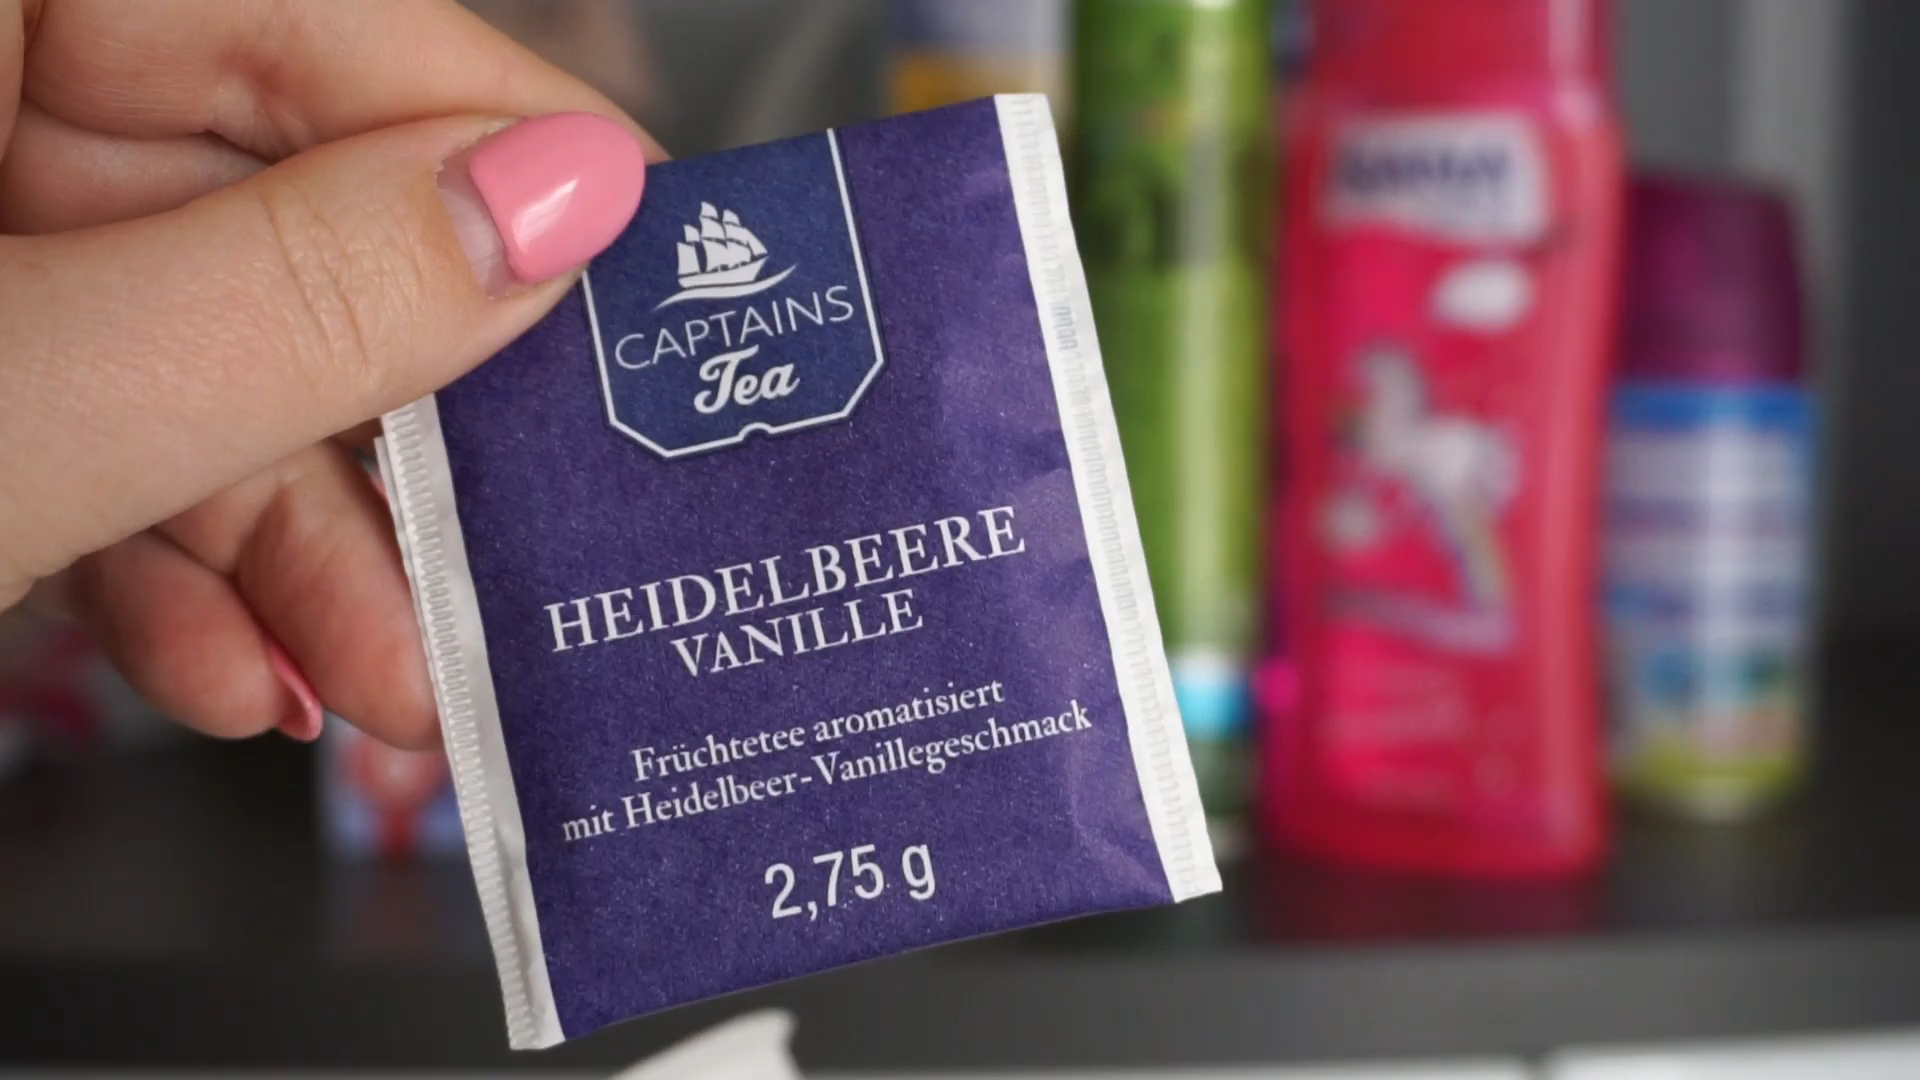 CAPTAINS
Tea
HEIDELBEERE
VANILLE
Früchtetee aromatisiert
mit Heidelbeer-Vanillegeschmack
2,75 g